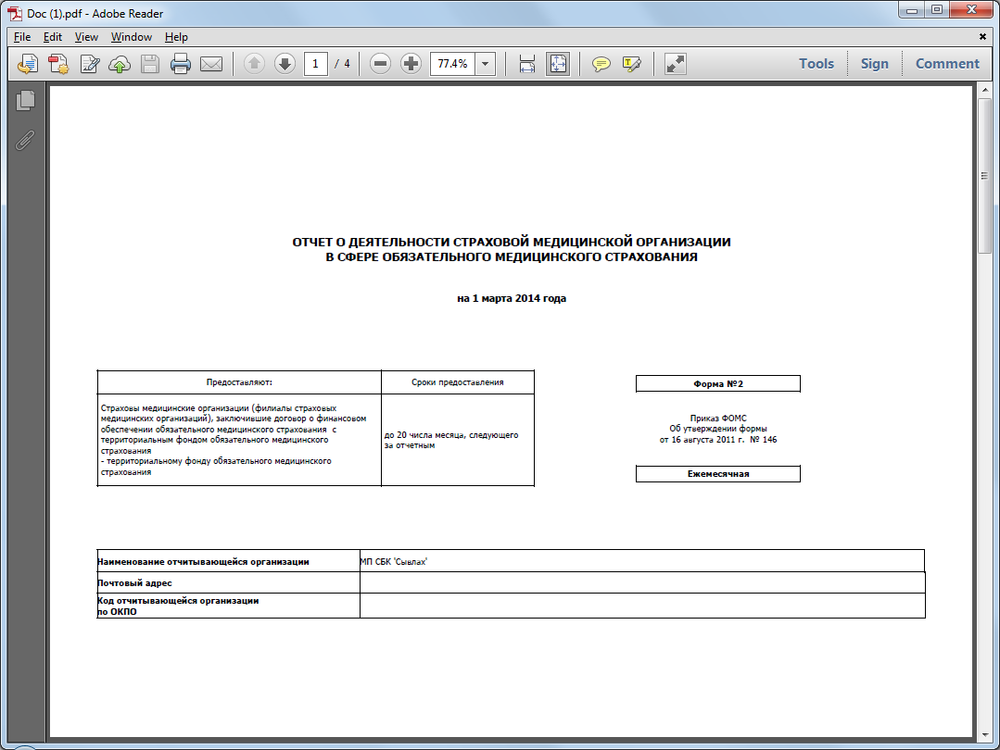 Doc (1).pdf - Adobe Reader
File Edit View Window Help
1 / 4 77.4% Tools Sign Comment
ОТЧЕТ О ДЕЯТЕЛЬНОСТИ СТРАХОВОЙ МЕДИЦИНСКОЙ ОРГАНИЗАЦИИ
В СФЕРЕ ОБЯЗАТЕЛЬНОГО МЕДИЦИНСКОГО СТРАХОВАНИЯ
на 1 марта 2014 года
Предоставляют:
Сроки предоставления
Страховы медицинские организации (филиалы страховых
медицинских организаций), заключившие договор о финансовом
обеспечении обязательного медицинского страхования с
территориальным фондом обязательного медицинского
страхования
- территориальному фонду обязательного медицинского
страхования
до 20 числа месяца, следующего
за отчетным
Форма №2
Приказ ФОМС
Об утверждении формы
от 16 августа 2011 г. № 146
Ежемесячная
Наименование отчитывающейся организации МП СБК 'Сывлах'
Почтовый адрес
Код отчитывающейся организации
по ОКПО